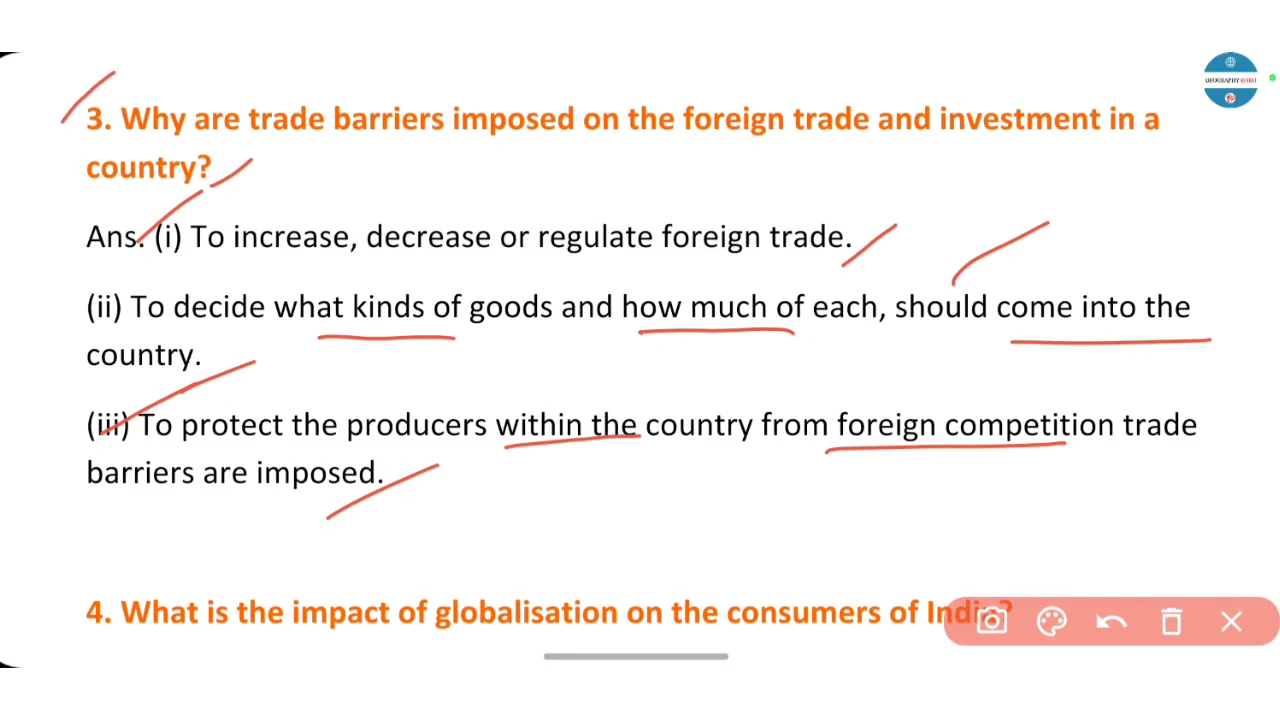 GEOGRAPHY GURU
3. Why are trade barriers imposed on the foreign trade and investment in a
country?
Ans. (i) To increase, decrease or regulate foreign trade.
(ii) To decide what kinds of goods and how much of each, should come into the
country.
(iii) To protect the producers within the country from foreign competition trade
barriers are imposed.
4. What is the impact of globalisation on the consumers of India?